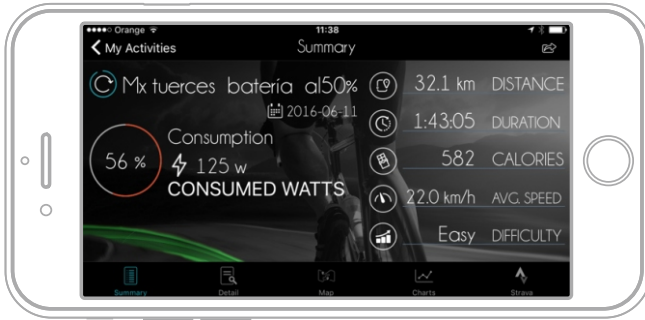 Orange 11:38
My Activities Summary
Mx tuerces batería al50%
2016-06-11
56 %
Consumption
125 w
CONSUMED WATTS
32.1 km DISTANCE
1:43:05 DURATION
582 CALORIES
22.0 km/h AVG. SPEED
Easy DIFFICULTY
Summary Detail Map Charts Strava